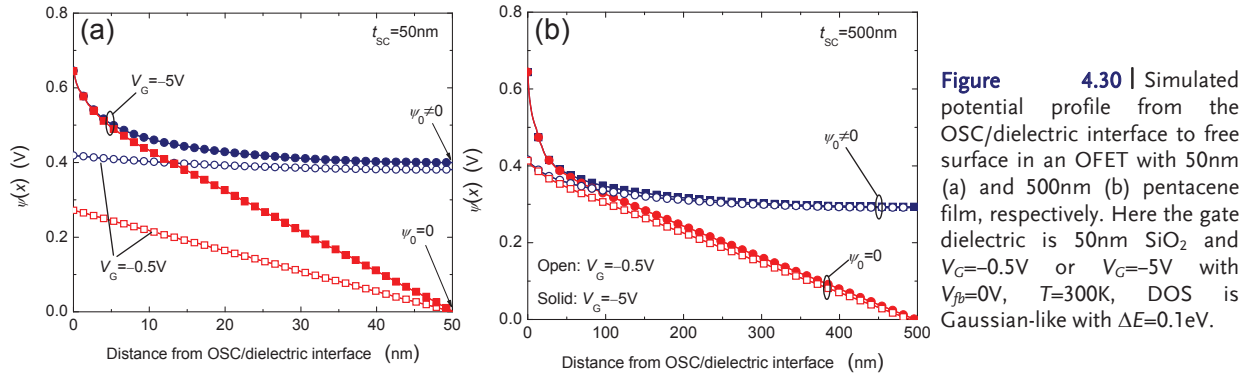 (a)
t_SC=50nm
V_G=−5V
ψ_0≠0
ψ_0=0
V_G=−0.5V
ψ(x) (V)
0.8
0.6
0.4
0.2
0.0
0 10 20 30 40 50
Distance from OSC/dielectric interface (nm)
(b)
t_SC=500nm
ψ_0≠0
ψ_0=0
Open: V_G=−0.5V
Solid: V_G=−5V
0.8
0.6
0.4
0.2
0.0
0 100 200 300 400 500
Distance from OSC/dielectric interface (nm)
Figure 4.30 | Simulated
potential profile from the
OSC/dielectric interface to free
surface in an OFET with 50nm
(a) and 500nm (b) pentacene
film, respectively. Here the gate
dielectric is 50nm SiO₂ and
V_G=−0.5V or V_G=−5V with
V_fb=0V, T=300K, DOS is
Gaussian-like with ΔE=0.1eV.